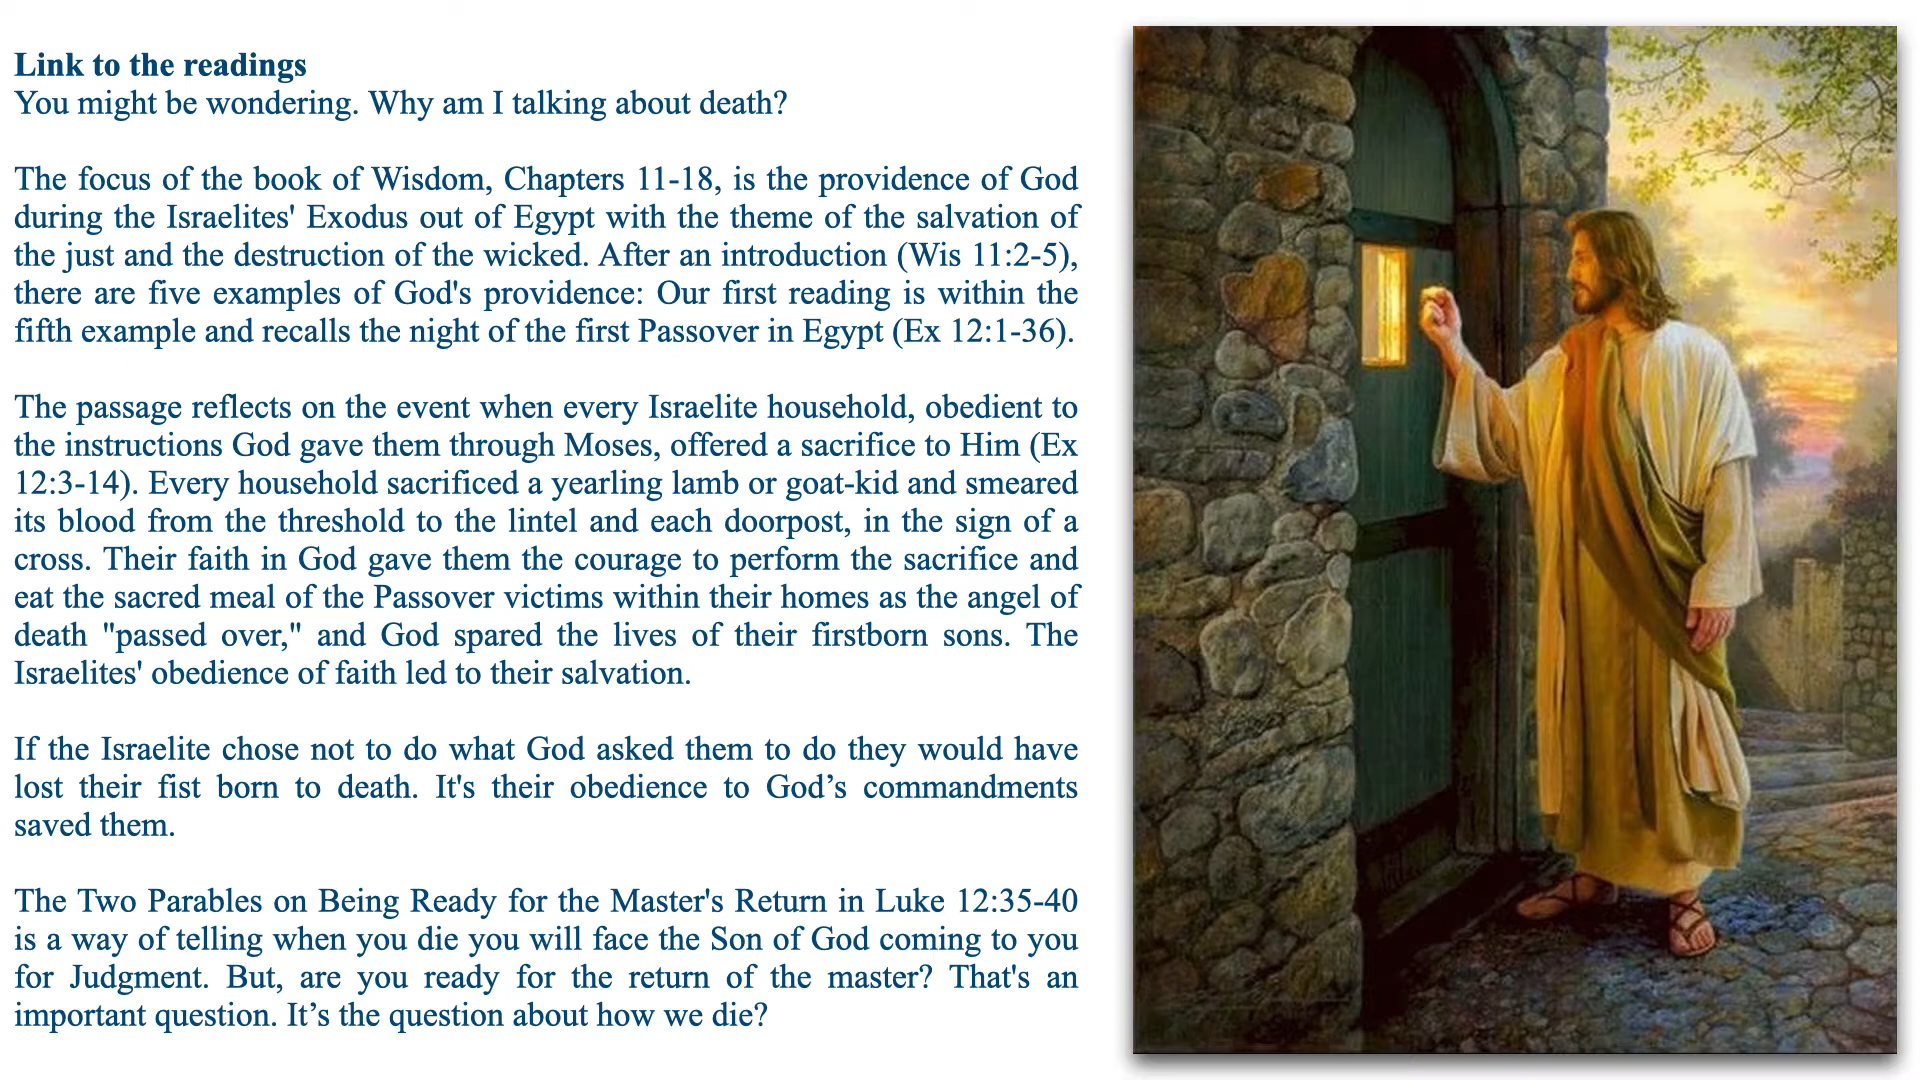 Link to the readings
You might be wondering. Why am I talking about death?
The focus of the book of Wisdom, Chapters 11-18, is the providence of God
during the Israelites' Exodus out of Egypt with the theme of the salvation of
the just and the destruction of the wicked. After an introduction (Wis 11:2-5),
there are five examples of God's providence: Our first reading is within the
fifth example and recalls the night of the first Passover in Egypt (Ex 12:1-36).
The passage reflects on the event when every Israelite household, obedient to
the instructions God gave them through Moses, offered a sacrifice to Him (Ex
12:3-14). Every household sacrificed a yearling lamb or goat-kid and smeared
its blood from the threshold to the lintel and each doorpost, in the sign of a
cross. Their faith in God gave them the courage to perform the sacrifice and
eat the sacred meal of the Passover victims within their homes as the angel of
death "passed over," and God spared the lives of their firstborn sons. The
Israelites' obedience of faith led to their salvation.
If the Israelite chose not to do what God asked them to do they would have
lost their fist born to death. It's their obedience to God’s commandments
saved them.
The Two Parables on Being Ready for the Master's Return in Luke 12:35-40
is a way of telling when you die you will face the Son of God coming to you
for Judgment. But, are you ready for the return of the master? That's an
important question. It’s the question about how we die?